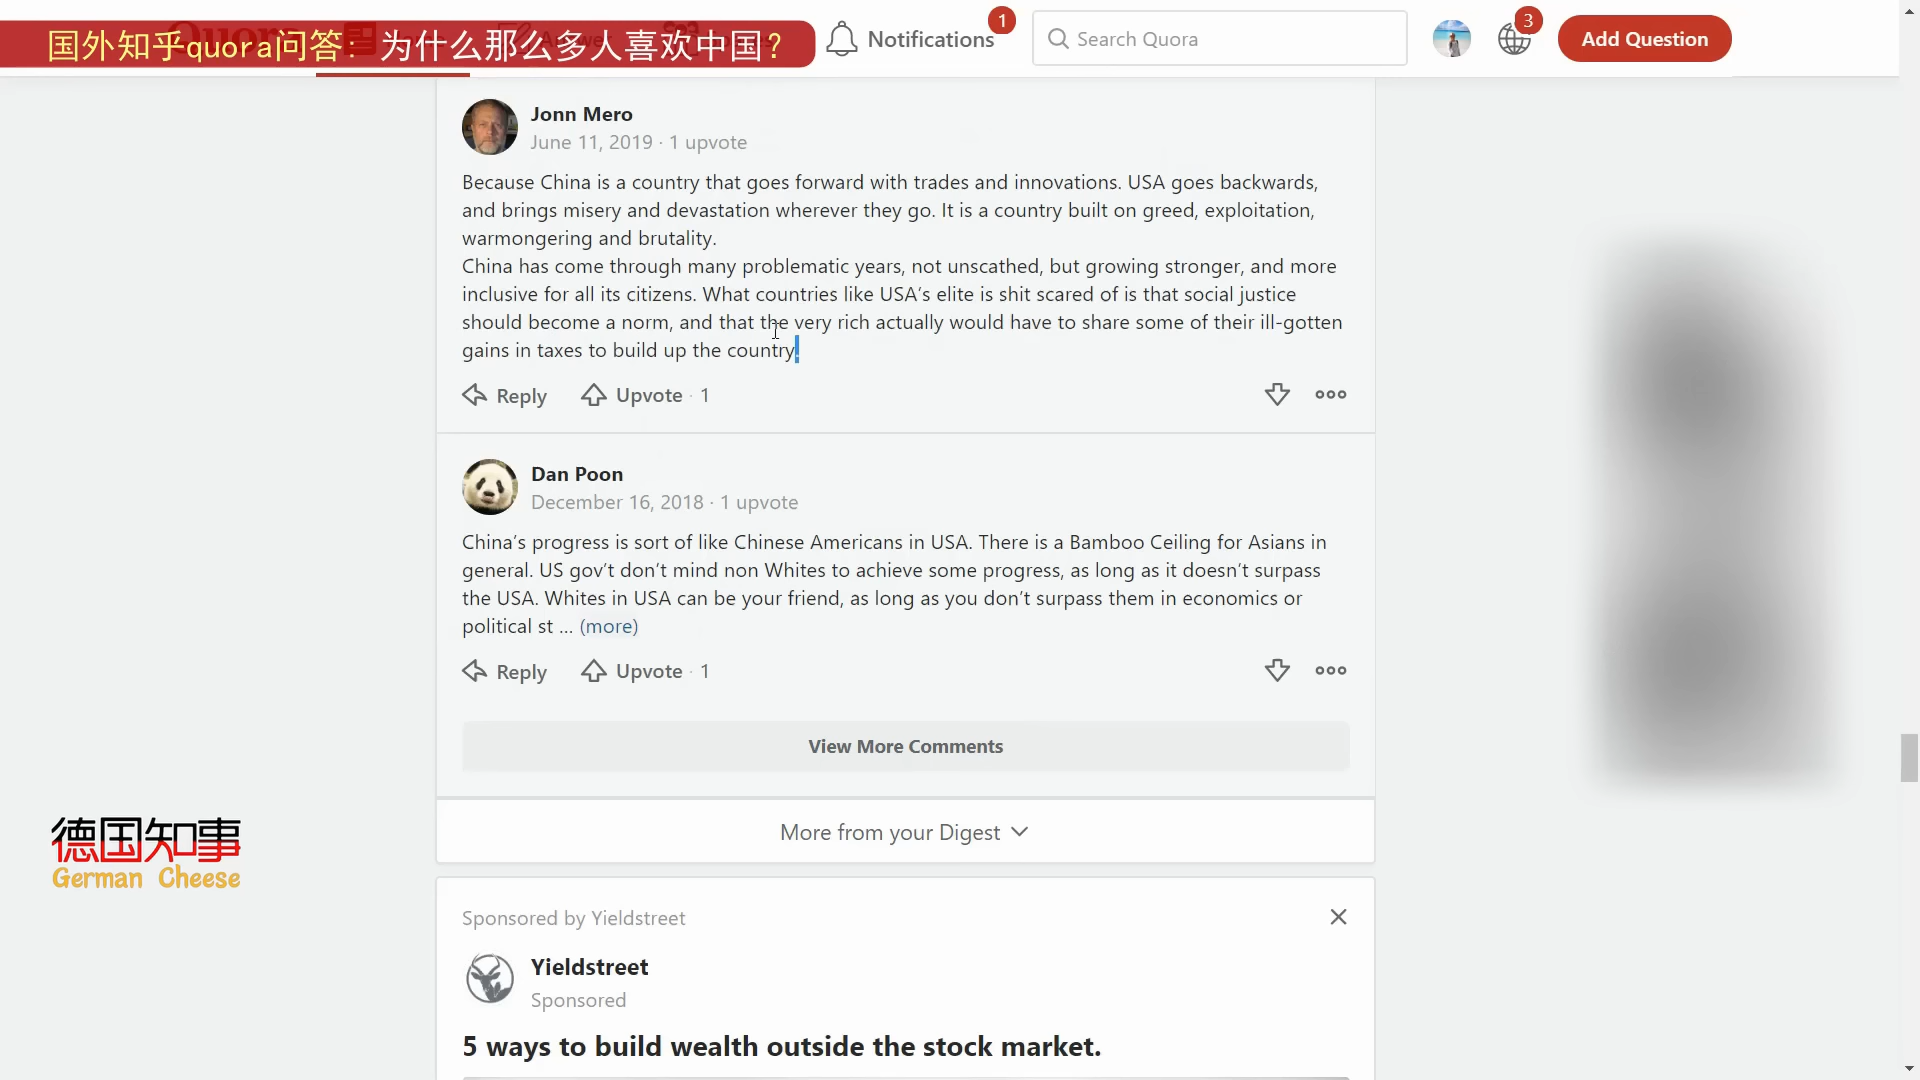 国外知乎quora问答：为什么那么多人喜欢中国？
Notifications
1
Search Quora
3
Add Question
Jonn Mero
June 11, 2019 · 1 upvote
Because China is a country that goes forward with trades and innovations. USA goes backwards,
and brings misery and devastation wherever they go. It is a country built on greed, exploitation,
warmongering and brutality.
China has come through many problematic years, not unscathed, but growing stronger, and more
inclusive for all its citizens. What countries like USA’s elite is shit scared of is that social justice
should become a norm, and that the very rich actually would have to share some of their ill-gotten
gains in taxes to build up the country.
Reply
Upvote · 1
Dan Poon
December 16, 2018 · 1 upvote
China’s progress is sort of like Chinese Americans in USA. There is a Bamboo Ceiling for Asians in
general. US gov’t don’t mind non Whites to achieve some progress, as long as it doesn’t surpass
the USA. Whites in USA can be your friend, as long as you don’t surpass them in economics or
political st ... (more)
Reply
Upvote · 1
View More Comments
More from your Digest
德国知事
German Cheese
Sponsored by Yieldstreet
Yieldstreet
Sponsored
5 ways to build wealth outside the stock market.